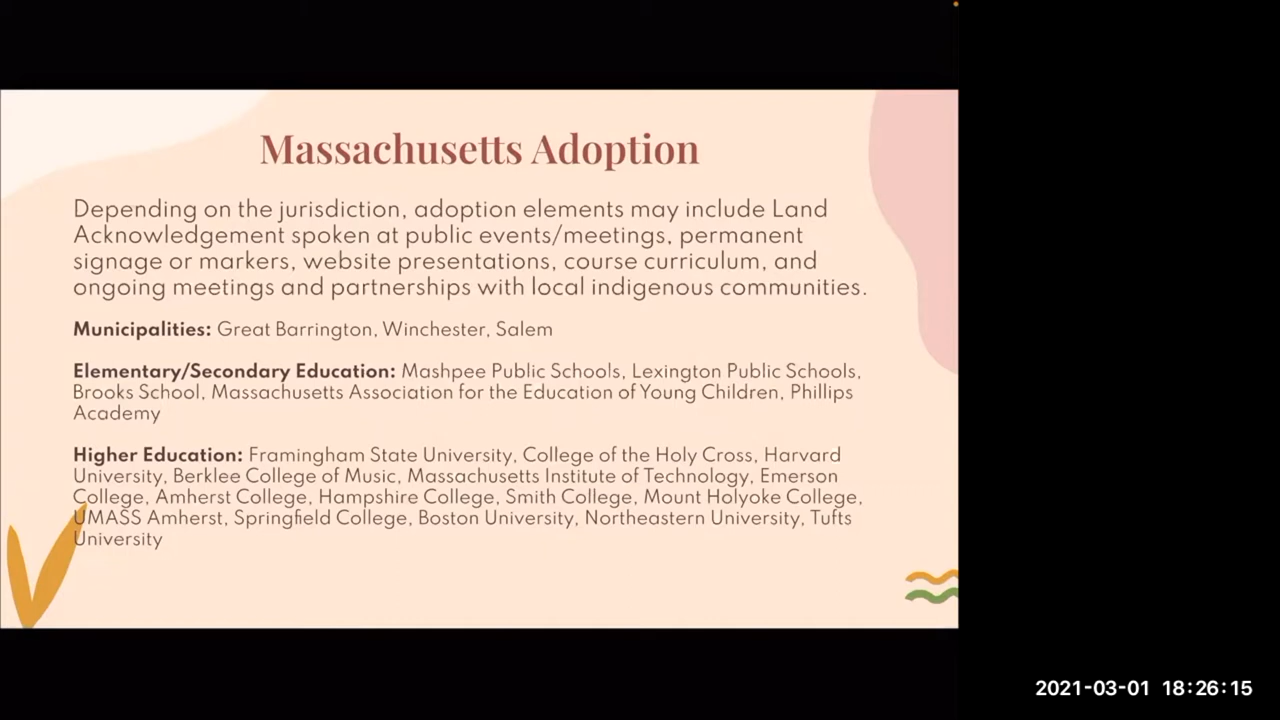 Massachusetts Adoption
Depending on the jurisdiction, adoption elements may include Land
Acknowledgement spoken at public events/meetings, permanent
signage or markers, website presentations, course curriculum, and
ongoing meetings and partnerships with local indigenous communities.
Municipalities: Great Barrington, Winchester, Salem
Elementary/Secondary Education: Mashpee Public Schools, Lexington Public Schools,
Brooks School, Massachusetts Association for the Education of Young Children, Phillips
Academy
Higher Education: Framingham State University, College of the Holy Cross, Harvard
University, Berklee College of Music, Massachusetts Institute of Technology, Emerson
College, Amherst College, Hampshire College, Smith College, Mount Holyoke College,
UMASS Amherst, Springfield College, Boston University, Northeastern University, Tufts
University
2021-03-01 18:26:15